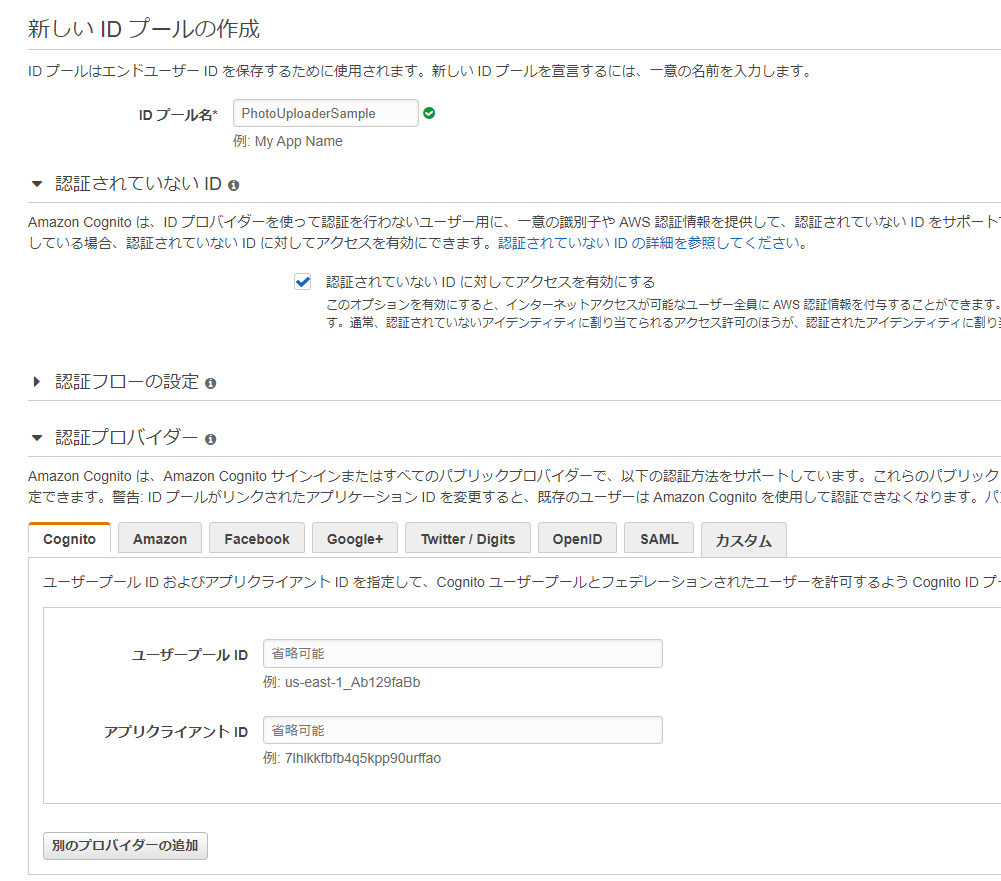 新しい ID プールの作成
ID プールはエンドユーザー ID を保存するために使用されます。新しい ID プールを宣言するには、一意の名前を入力します。
ID プール名* PhotoUploaderSample
例: My App Name
認証されていない ID
Amazon Cognito は、ID プロバイダーを使って認証を行わないユーザー用に、一意の識別子や AWS 認証情報を提供して、認証されていない ID をサポート
している場合、認証されていない ID に対してアクセスを有効にできます。認証されていない ID の詳細を参照してください。
認証されていない ID に対してアクセスを有効にする
このオプションを有効にすると、インターネットアクセスが可能なユーザー全員に AWS 認証情報を付与することができます。
す。通常、認証されていないアイデンティティに割り当てられるアクセス許可のほうが、認証されたアイデンティティに割り
認証フローの設定
認証プロバイダー
Amazon Cognito は、Amazon Cognito サインインまたはすべてのパブリックプロバイダーで、以下の認証方法をサポートしています。これらのパブリック
定できます。警告: ID プールがリンクされたアプリケーション ID を変更すると、既存のユーザーは Amazon Cognito を使用して認証できなくなります。パ
Cognito Amazon Facebook Google+ Twitter / Digits OpenID SAML カスタム
ユーザープール ID およびアプリクライアント ID を指定して、Cognito ユーザープールとフェデレーションされたユーザーを許可するよう Cognito ID プー
ユーザープール ID 省略可能
例: us-east-1_Ab129faBb
アプリクライアント ID 省略可能
例: 7lhlkkfbfb4q5kpp90urffao
別のプロバイダーの追加